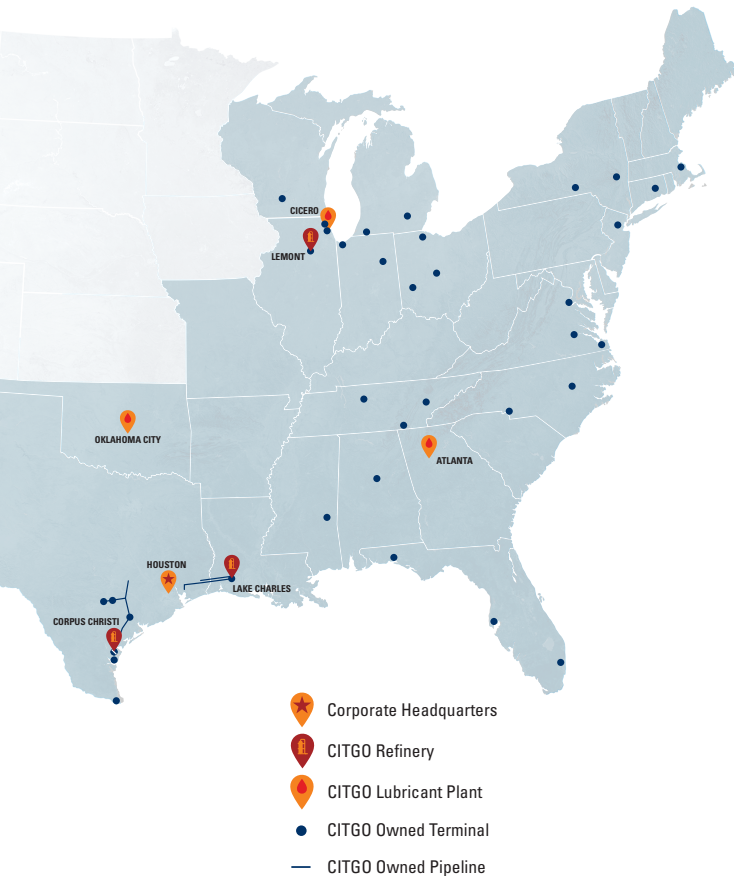 CICERO
LEMONT
OKLAHOMA CITY
ATLANTA
HOUSTON
LAKE CHARLES
CORPUS CHRISTI
Corporate Headquarters
CITGO Refinery
CITGO Lubricant Plant
CITGO Owned Terminal
CITGO Owned Pipeline